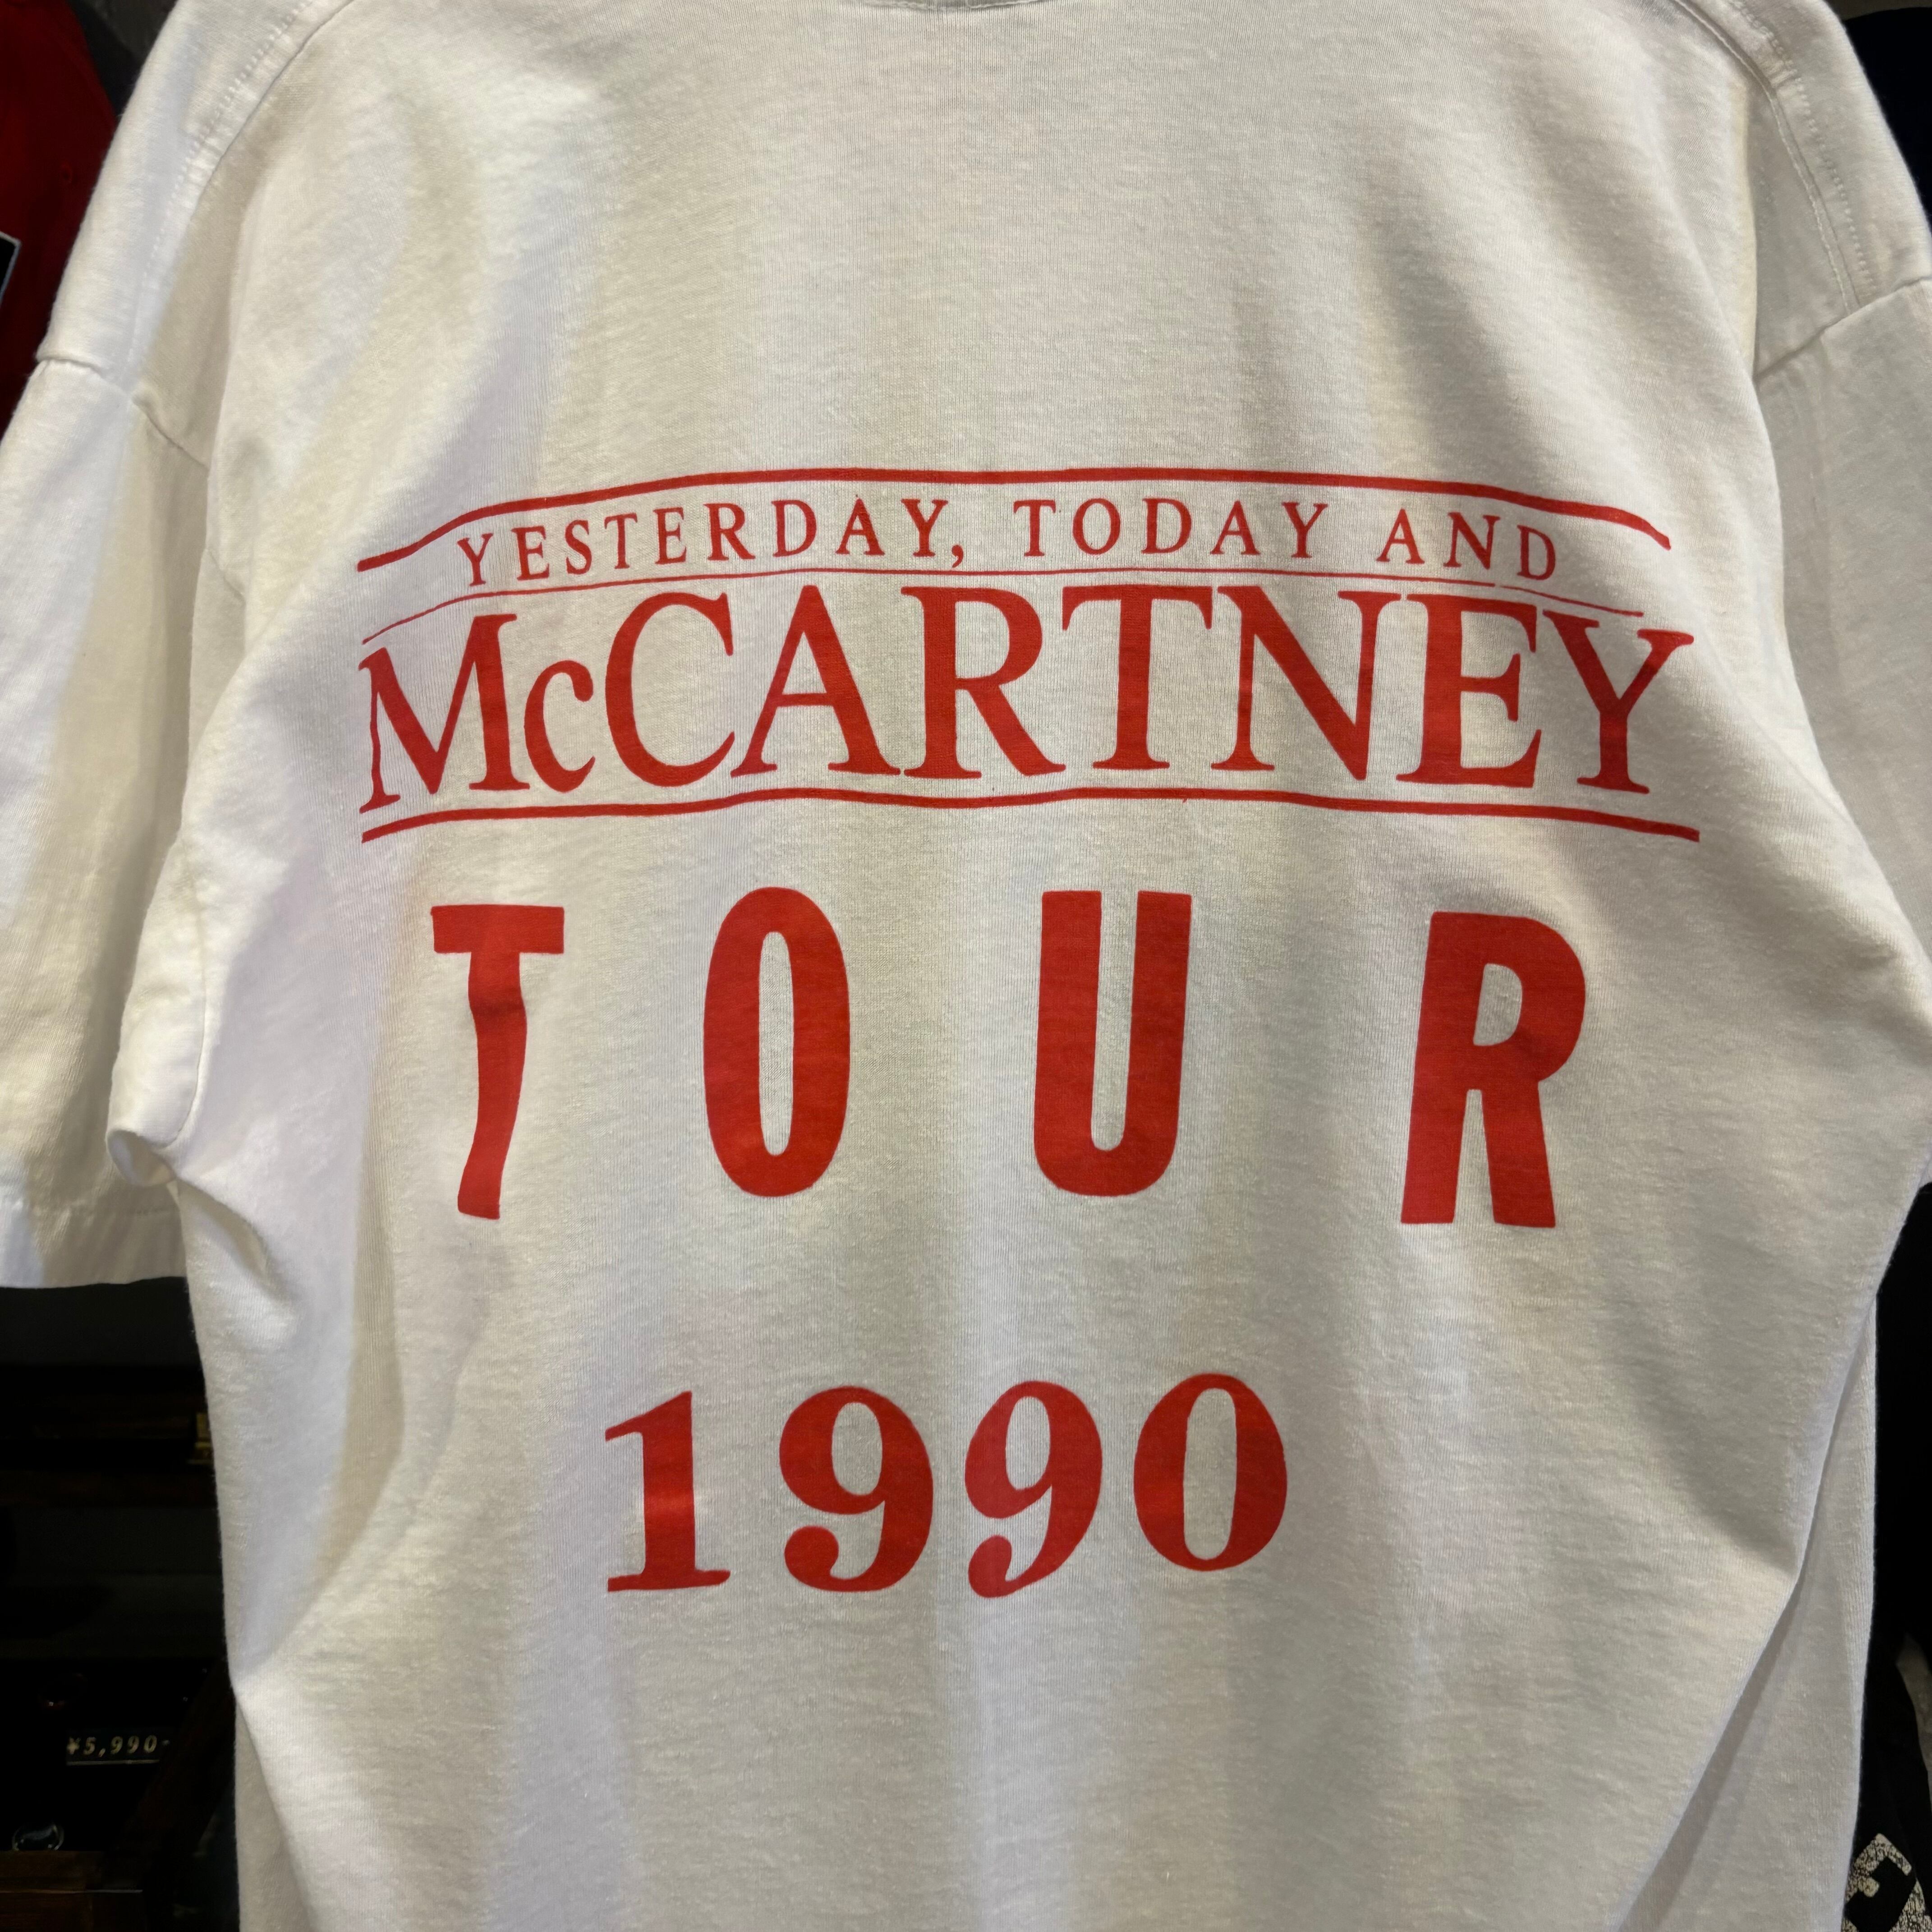 YESTERDAY, TODAY AND
McCARTNEY
TOUR
1990
¥5,990-